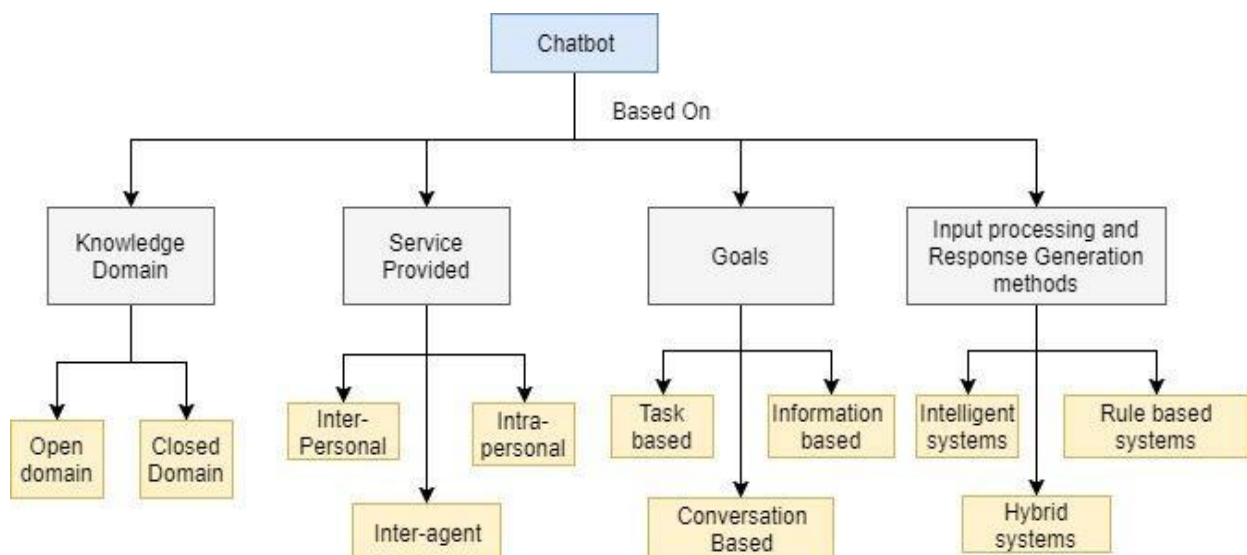 Chatbot
Based On
Knowledge
Domain
Service
Provided
Goals
Input processing and
Response Generation
methods
Open
domain
Closed
Domain
Inter-
Personal
Intra-
personal
Inter-agent
Task
based
Information
based
Conversation
Based
Intelligent
systems
Rule based
systems
Hybrid
systems